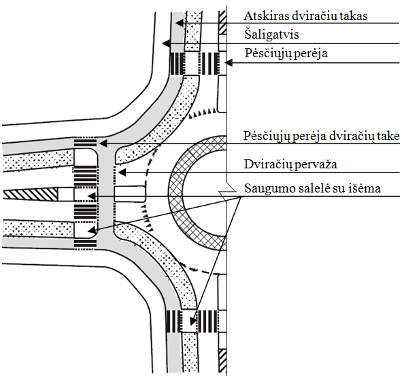 Atskiras dviračių takas
Šaligatvis
Pėsčiųjų perėja
Pėsčiųjų perėja dviračių take
Dviračių pervaža
Saugumo salelė su išėma